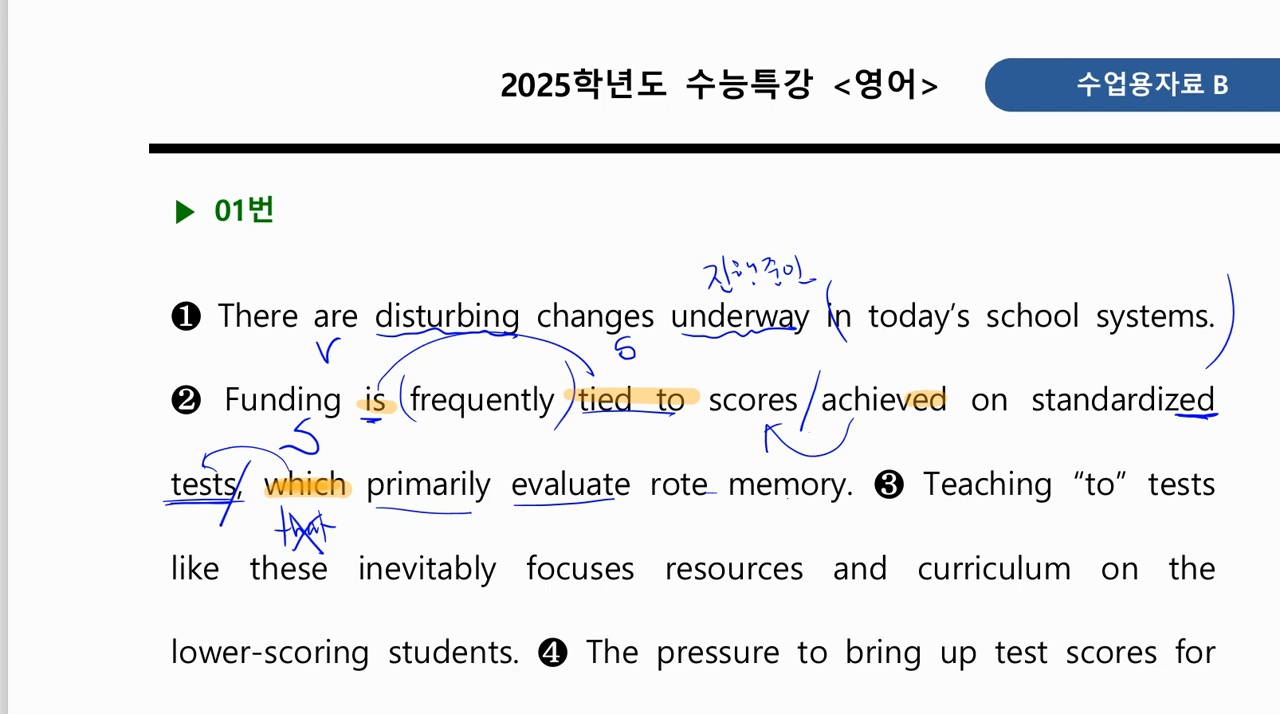 2025학년도 수능특강 <영어>
수업용자료 B
▶ 01번
진행중인
❶ There are disturbing changes underway in today's school systems.
V S
❷ Funding is frequently tied to scores achieved on standardized
S
tests, which primarily evaluate rote memory. ❸ Teaching “to” tests
that
like these inevitably focuses resources and curriculum on the
lower-scoring students. ❹ The pressure to bring up test scores for